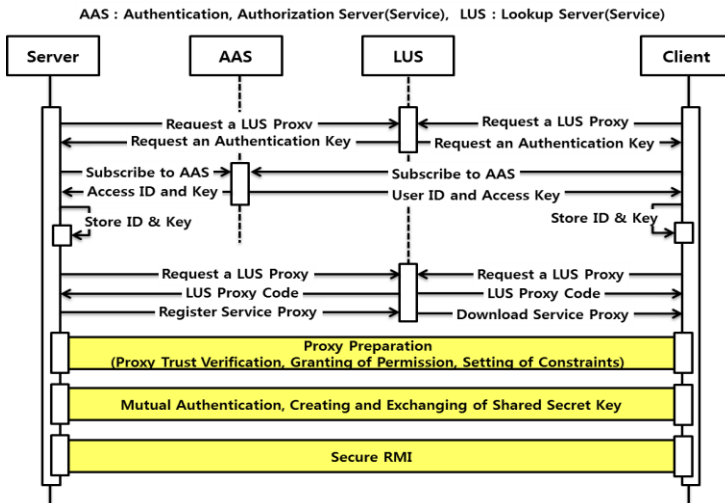 AAS : Authentication, Authorization Server(Service), LUS : Lookup Server(Service)
Server AAS LUS Client
Request a LUS Proxy Request a LUS Proxy
Request an Authentication Key Request an Authentication Key
Subscribe to AAS Subscribe to AAS
Access ID and Key User ID and Access Key
Store ID & Key Store ID & Key
Request a LUS Proxy Request a LUS Proxy
LUS Proxy Code LUS Proxy Code
Register Service Proxy Download Service Proxy
Proxy Preparation
(Proxy Trust Verification, Granting of Permission, Setting of Constraints)
Mutual Authentication, Creating and Exchanging of Shared Secret Key
Secure RMI